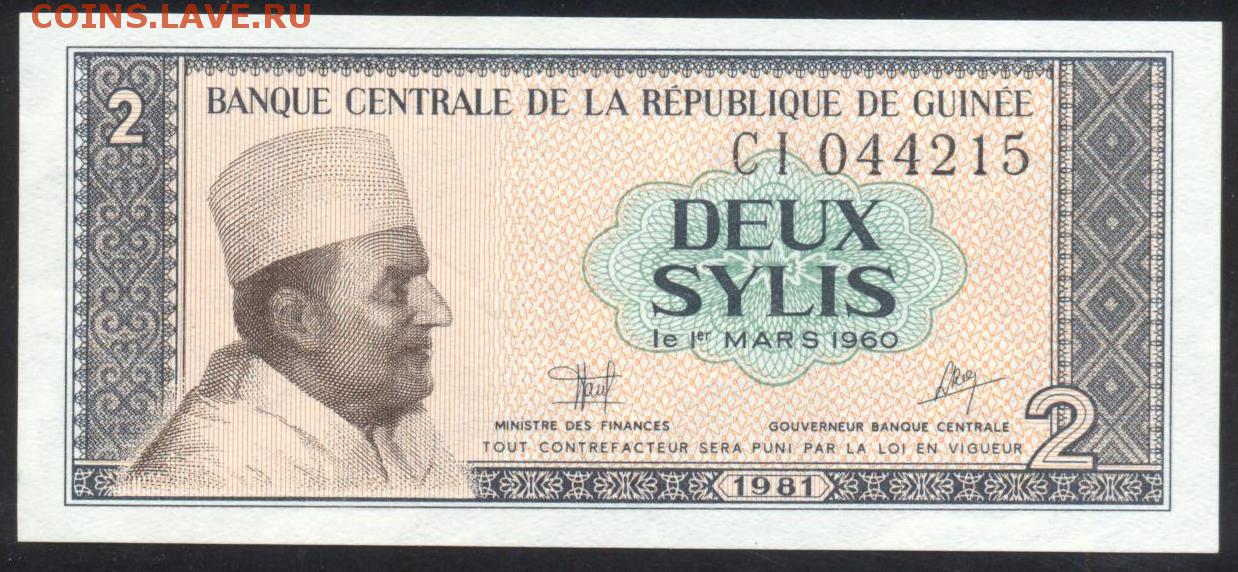 COINS.LAVE.RU
2
BANQUE CENTRALE DE LA RÉPUBLIQUE DE GUINÉE
CI 044215
DEUX
SYLIS
le 1er MARS 1960
MINISTRE DES FINANCES
GOUVERNEUR BANQUE CENTRALE
TOUT CONTREFACTEUR SERA PUNI PAR LA LOI EN VIGUEUR
2
1981